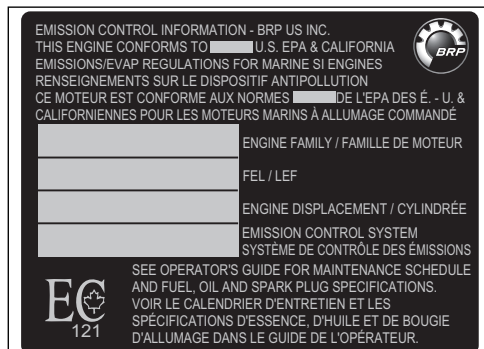 EMISSION CONTROL INFORMATION - BRP US INC.
THIS ENGINE CONFORMS TO U.S. EPA & CALIFORNIA
EMISSIONS/EVAP REGULATIONS FOR MARINE SI ENGINES
RENSEIGNEMENTS SUR LE DISPOSITIF ANTIPOLLUTION
CE MOTEUR EST CONFORME AUX NORMES DE L'EPA DES É. - U. &
CALIFORNIENNES POUR LES MOTEURS MARINS À ALLUMAGE COMMANDÉ
BRP
ENGINE FAMILY / FAMILLE DE MOTEUR
FEL / LEF
ENGINE DISPLACEMENT / CYLINDRÉE
EMISSION CONTROL SYSTEM
SYSTÈME DE CONTRÔLE DES ÉMISSIONS
EC
121
SEE OPERATOR'S GUIDE FOR MAINTENANCE SCHEDULE
AND FUEL, OIL AND SPARK PLUG SPECIFICATIONS.
VOIR LE CALENDRIER D'ENTRETIEN ET LES
SPÉCIFICATIONS D'ESSENCE, D'HUILE ET DE BOUGIE
D'ALLUMAGE DANS LE GUIDE DE L'OPÉRATEUR.